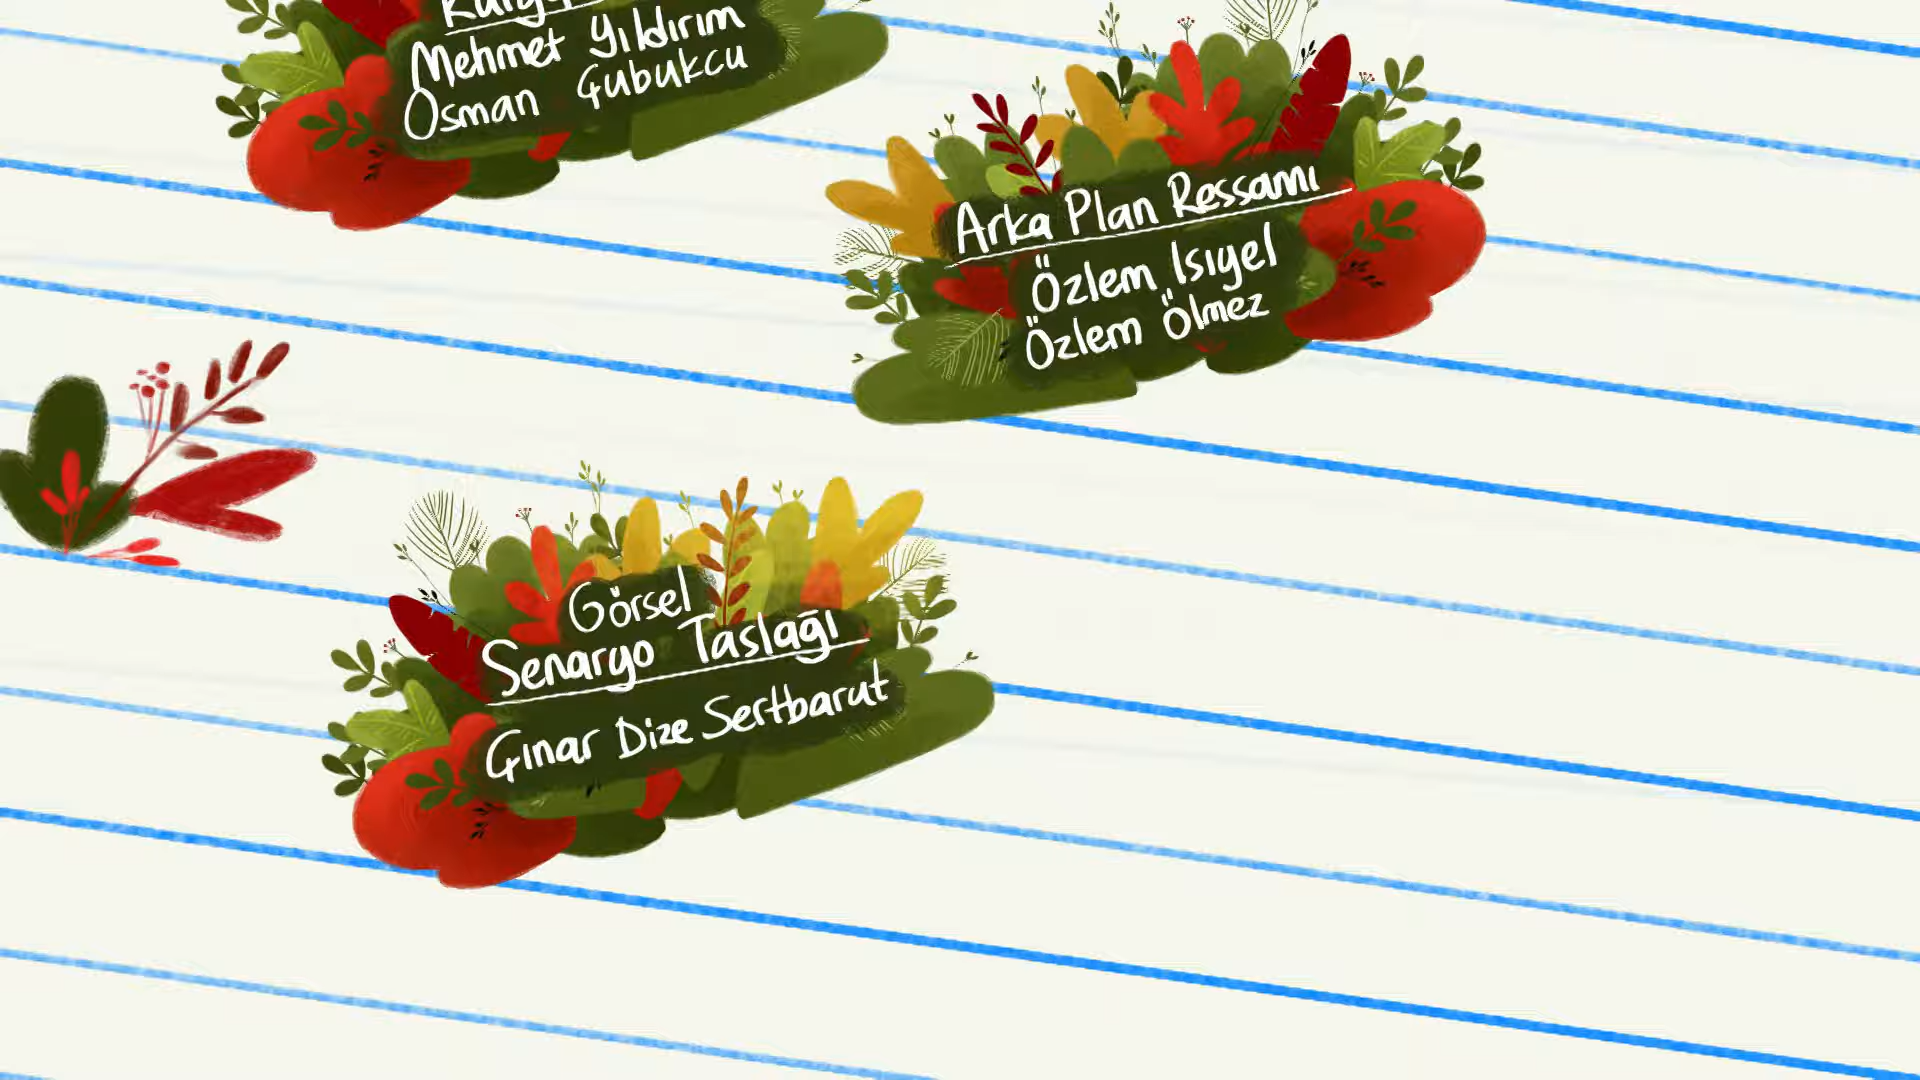 Mehmet Yıldırım
Osman Çubukcu
Arka Plan Ressamı
Özlem Isıyel
Özlem Ölmez
Görsel
Senaryo Taslağı
Çınar Dize Sertbarut